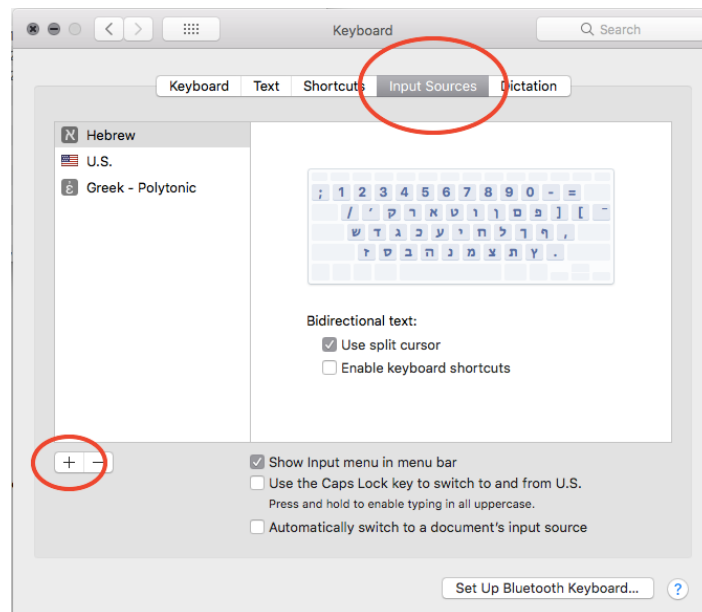 Keyboard
Search
Keyboard Text Shortcuts Input Sources Dictation
א Hebrew
U.S.
ἐ Greek - Polytonic
; 1 2 3 4 5 6 7 8 9 0 - =
/ ׳ ק ר א ט ו ן ם פ ] [
ש ד ג כ ע י ח ל ך ף ,
ז ס ב ה נ מ צ ת ץ .
Bidirectional text:
Use split cursor
Enable keyboard shortcuts
+ −
Show Input menu in menu bar
Use the Caps Lock key to switch to and from U.S.
Press and hold to enable typing in all uppercase.
Automatically switch to a document's input source
Set Up Bluetooth Keyboard... ?